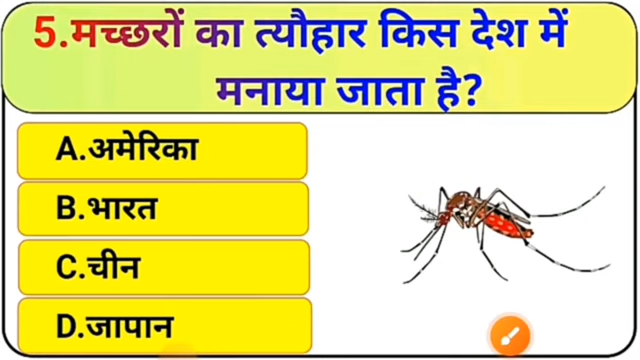 5.मच्छरों का त्यौहार किस देश में
मनाया जाता है?
A.अमेरिका
B.भारत
C.चीन
D.जापान